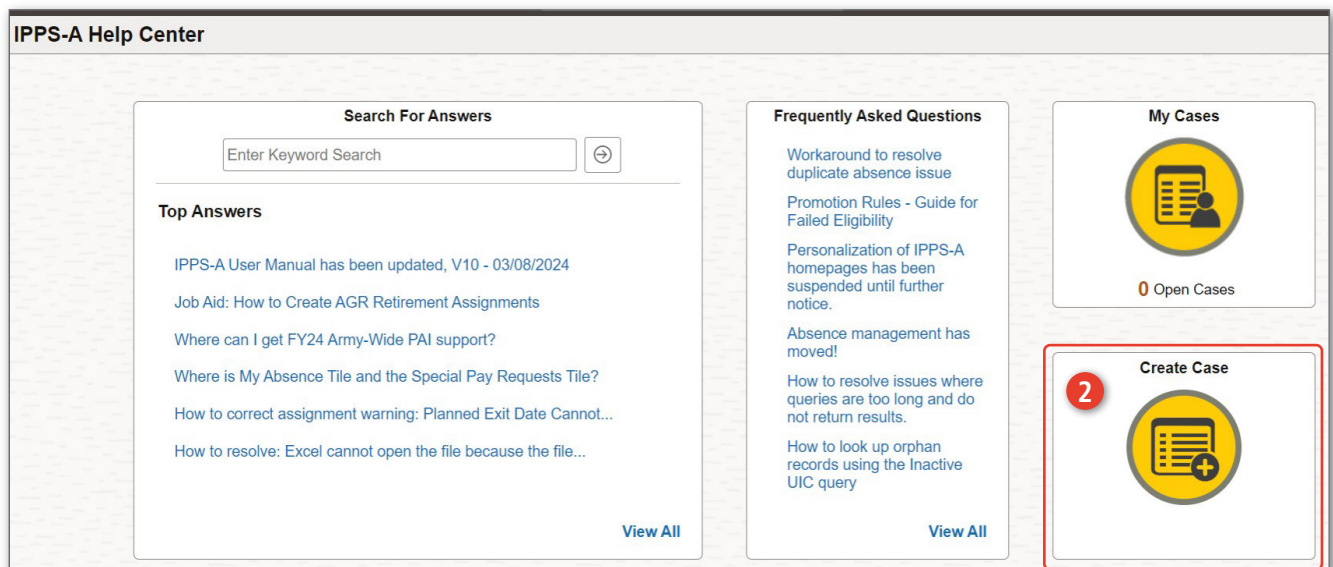 IPPS-A Help Center
Search For Answers
Enter Keyword Search
Top Answers
IPPS-A User Manual has been updated, V10 - 03/08/2024
Job Aid: How to Create AGR Retirement Assignments
Where can I get FY24 Army-Wide PAI support?
Where is My Absence Tile and the Special Pay Requests Tile?
How to correct assignment warning: Planned Exit Date Cannot...
How to resolve: Excel cannot open the file because the file...
View All
Frequently Asked Questions
Workaround to resolve
duplicate absence issue
Promotion Rules - Guide for
Failed Eligibility
Personalization of IPPS-A
homepages has been
suspended until further
notice.
Absence management has
moved!
How to resolve issues where
queries are too long and do
not return results.
How to look up orphan
records using the Inactive
UIC query
View All
My Cases
0 Open Cases
Create Case
2